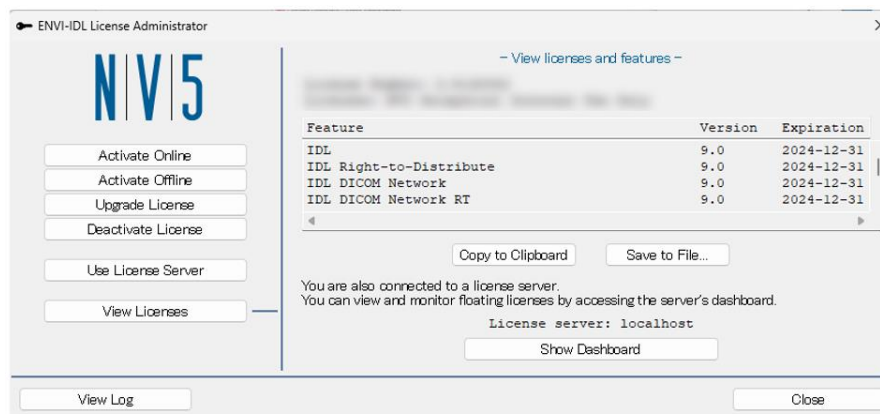 ENVI-IDL License Administrator
NV5
Activate Online
Activate Offline
Upgrade License
Deactivate License
Use License Server
View Licenses
– View licenses and features –
Feature Version Expiration
IDL 9.0 2024-12-31
IDL Right-to-Distribute 9.0 2024-12-31
IDL DICOM Network 9.0 2024-12-31
IDL DICOM Network RT 9.0 2024-12-31
Copy to Clipboard Save to File...
You are also connected to a license server.
You can view and monitor floating licenses by accessing the server's dashboard.
License server: localhost
Show Dashboard
View Log Close